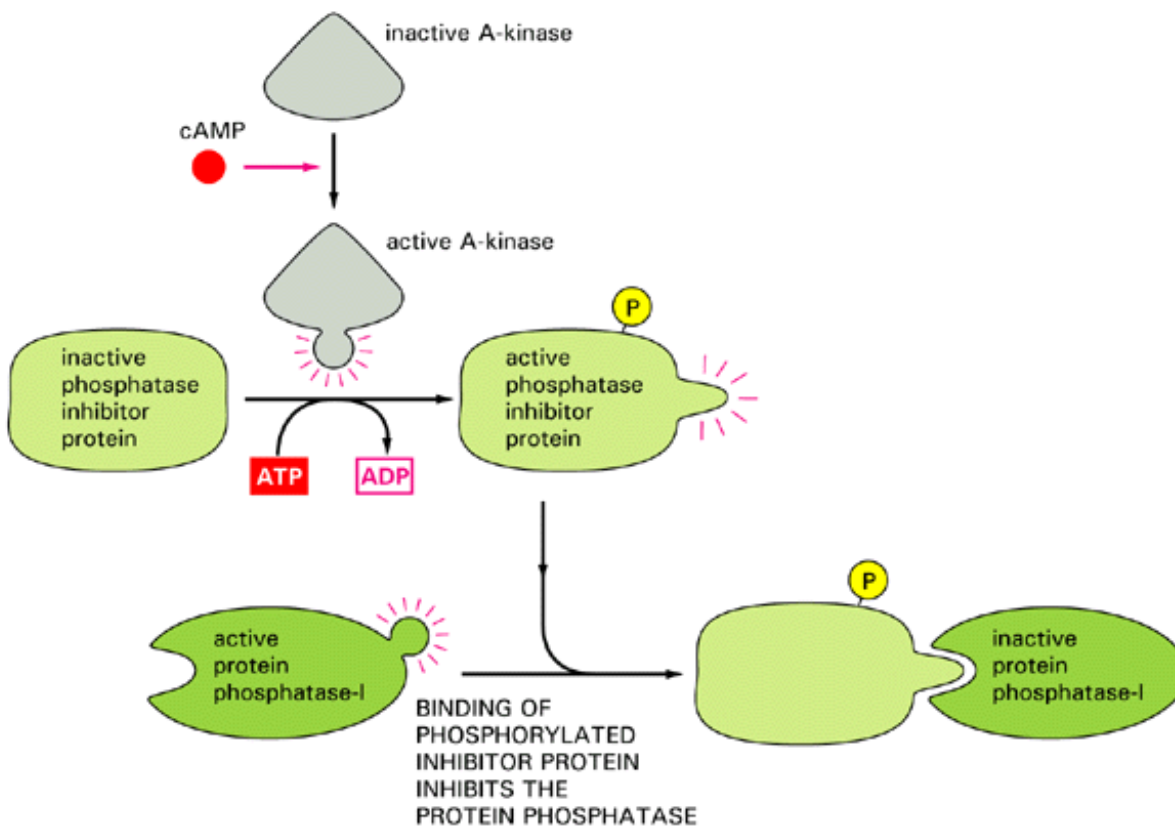 inactive A-kinase
cAMP
active A-kinase
P
inactive
phosphatase
inhibitor
protein
active
phosphatase
inhibitor
protein
ATP
ADP
P
active
protein
phosphatase-I
inactive
protein
phosphatase-I
BINDING OF
PHOSPHORYLATED
INHIBITOR PROTEIN
INHIBITS THE
PROTEIN PHOSPHATASE